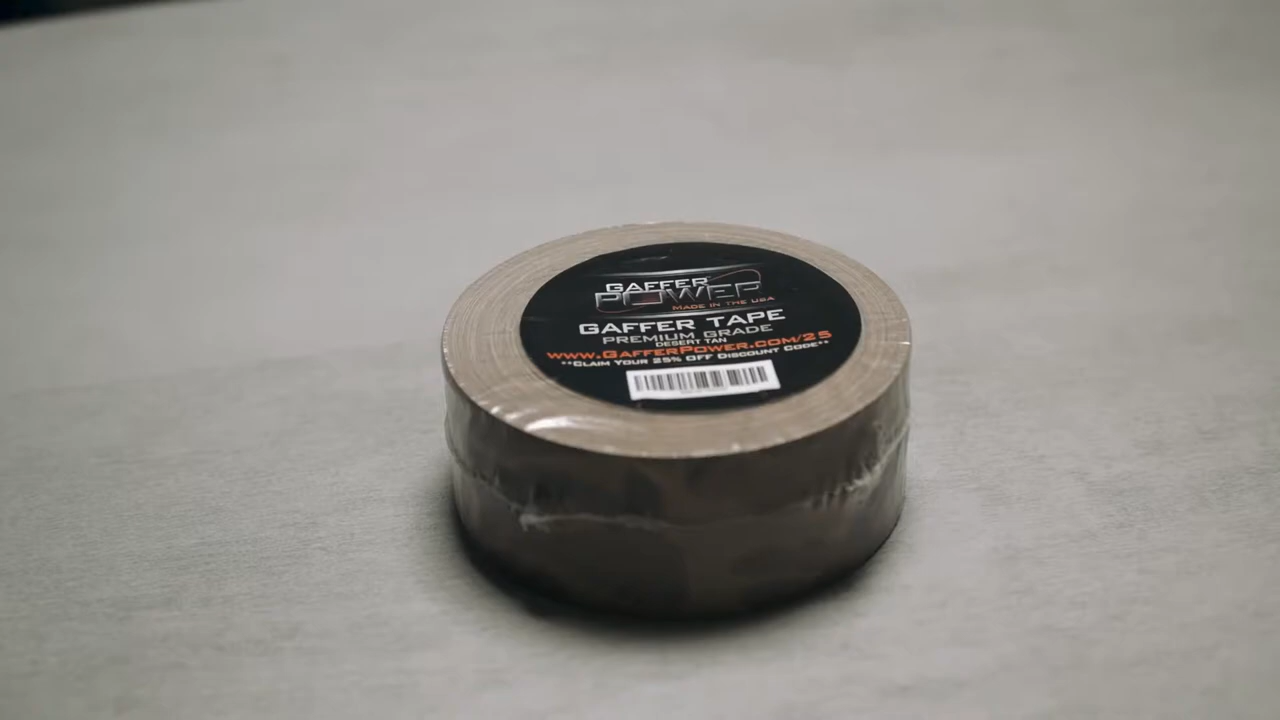 GAFFER
POWER
MADE IN THE USA
GAFFER TAPE
PREMIUM GRADE
DESERT TAN
www.GafferPower.com/25
**Claim Your 25% Off Discount Code**